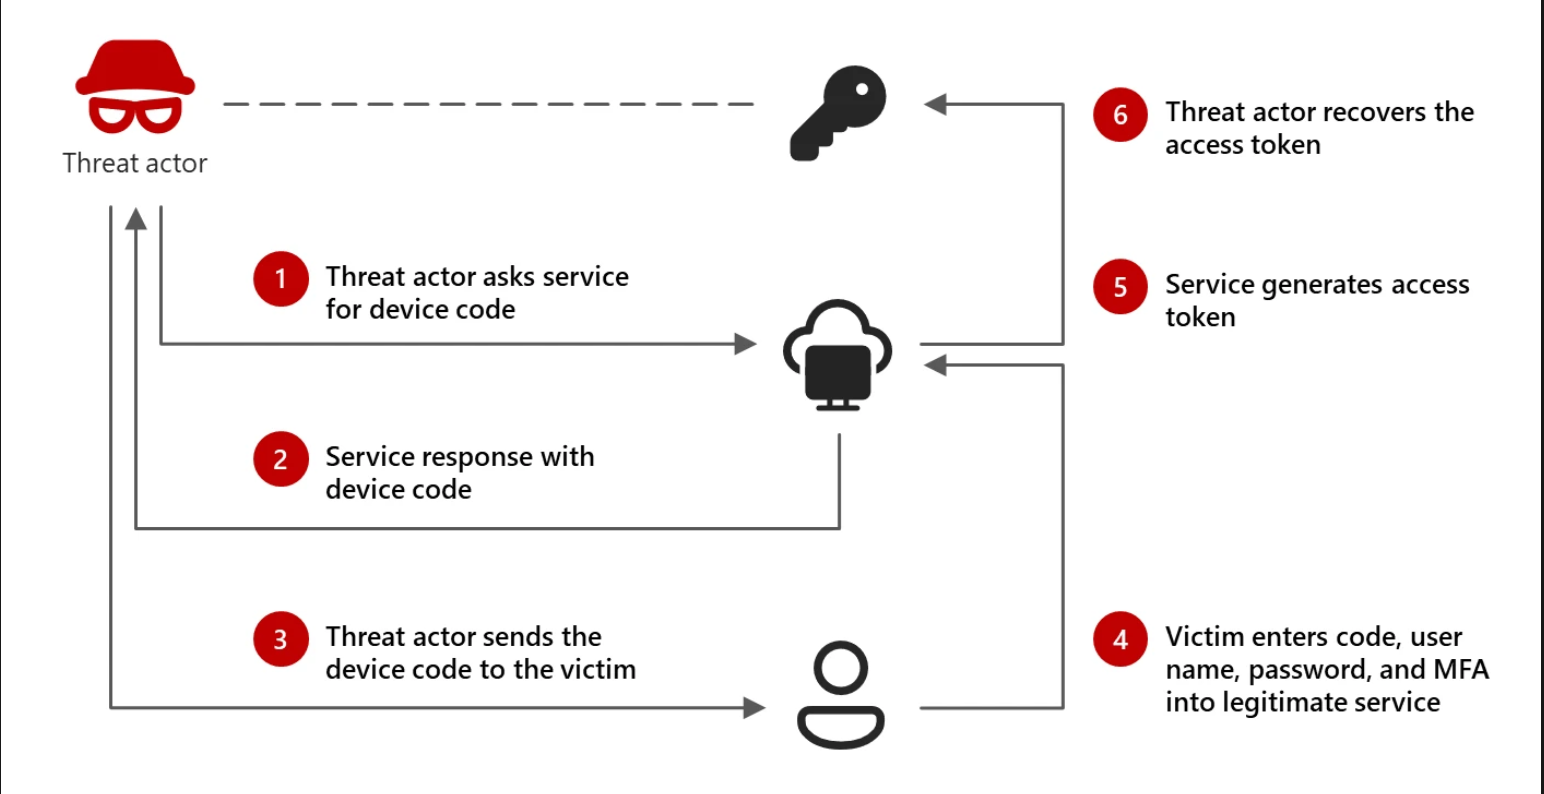 Threat actor
1
Threat actor asks service
for device code
2
Service response with
device code
3
Threat actor sends the
device code to the victim
4
Victim enters code, user
name, password, and MFA
into legitimate service
5
Service generates access
token
6
Threat actor recovers the
access token